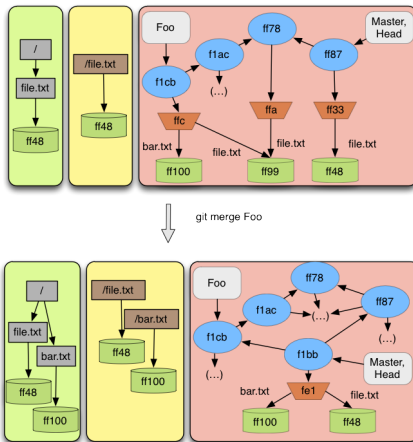 /
file.txt
ff48
/file.txt
ff48
Foo
f1cb
f1ac
(...)
ff78
ff87
Master,
Head
ffc
ffa
ff33
bar.txt
file.txt
file.txt
file.txt
ff100
ff99
ff48
git merge Foo
/
file.txt
bar.txt
ff48
ff100
/file.txt
/bar.txt
ff48
ff100
Foo
f1cb
(...)
f1ac
ff78
(...)
ff87
(...)
f1bb
Master,
Head
fe1
bar.txt
file.txt
ff100
ff48